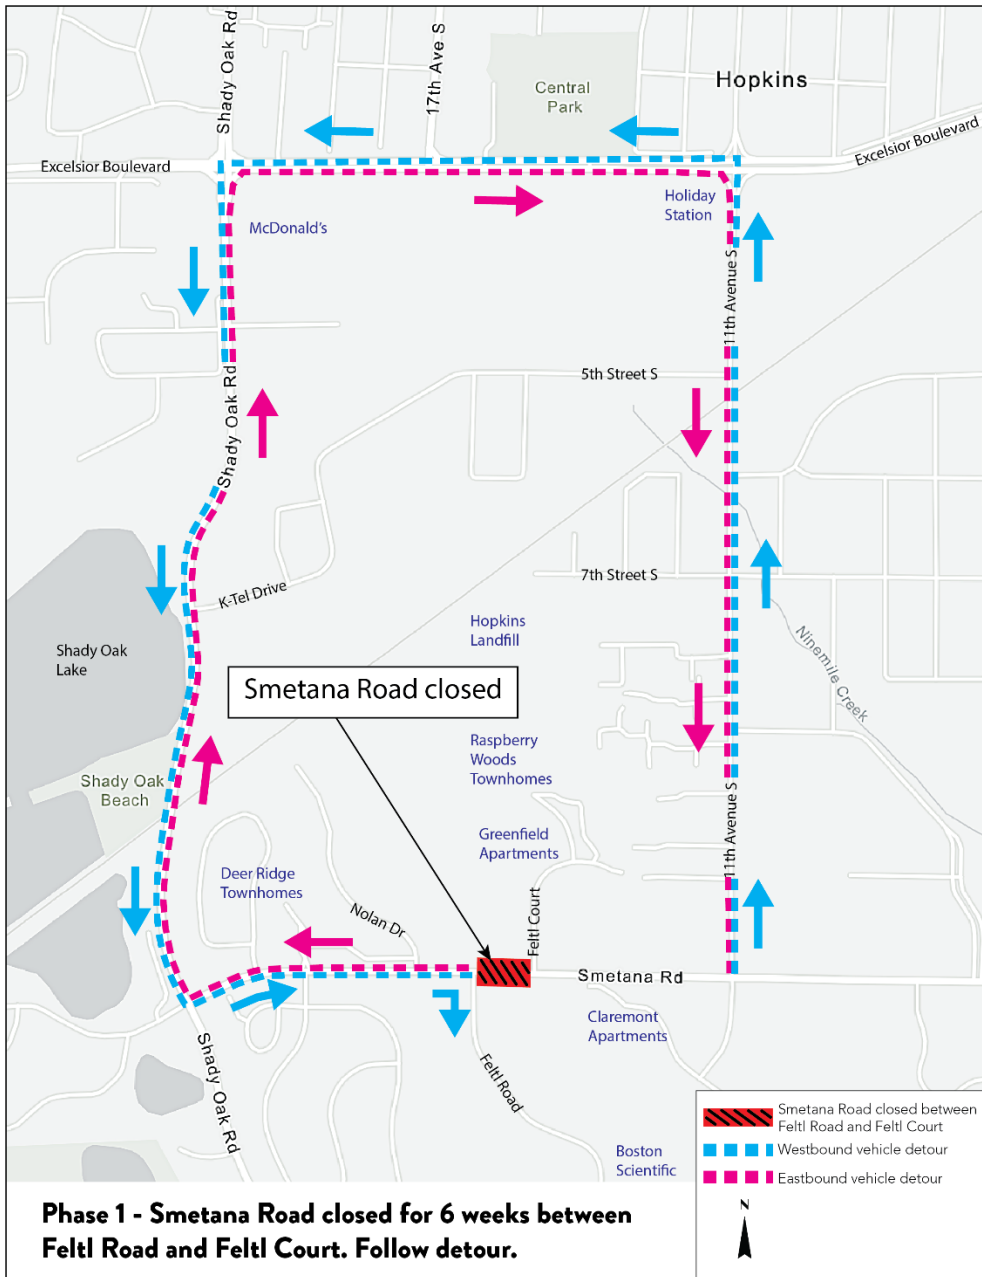 Shady Oak Rd
17th Ave S
Central
Park
Hopkins
Excelsior Boulevard
Excelsior Boulevard
McDonald's
Holiday
Station
11th Avenue S
5th Street S
Shady Oak Rd
7th Street S
K-Tel Drive
Hopkins
Landfill
Ninemile Creek
Shady Oak
Lake
Smetana Road closed
Raspberry
Woods
Townhomes
Shady Oak
Beach
11th Avenue S
Greenfield
Apartments
Deer Ridge
Townhomes
Nolan Dr
Feltl Court
Smetana Rd
Claremont
Apartments
Shady Oak Rd
Feltl Road
Boston
Scientific
Smetana Road closed between
Feltl Road and Feltl Court
Westbound vehicle detour
Eastbound vehicle detour
N
Phase 1 - Smetana Road closed for 6 weeks between
Feltl Road and Feltl Court. Follow detour.